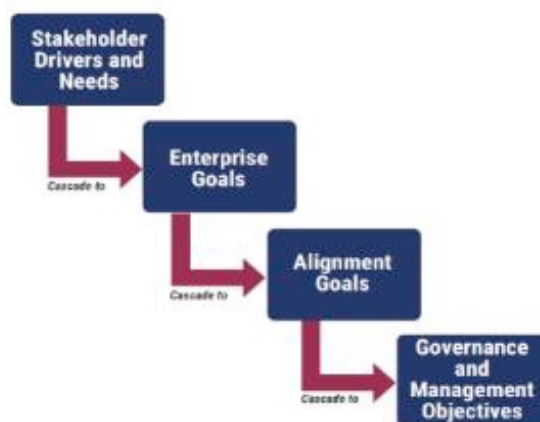 Stakeholder
Drivers and
Needs
Cascade to
Enterprise
Goals
Cascade to
Alignment
Goals
Cascade to
Governance
and
Management
Objectives